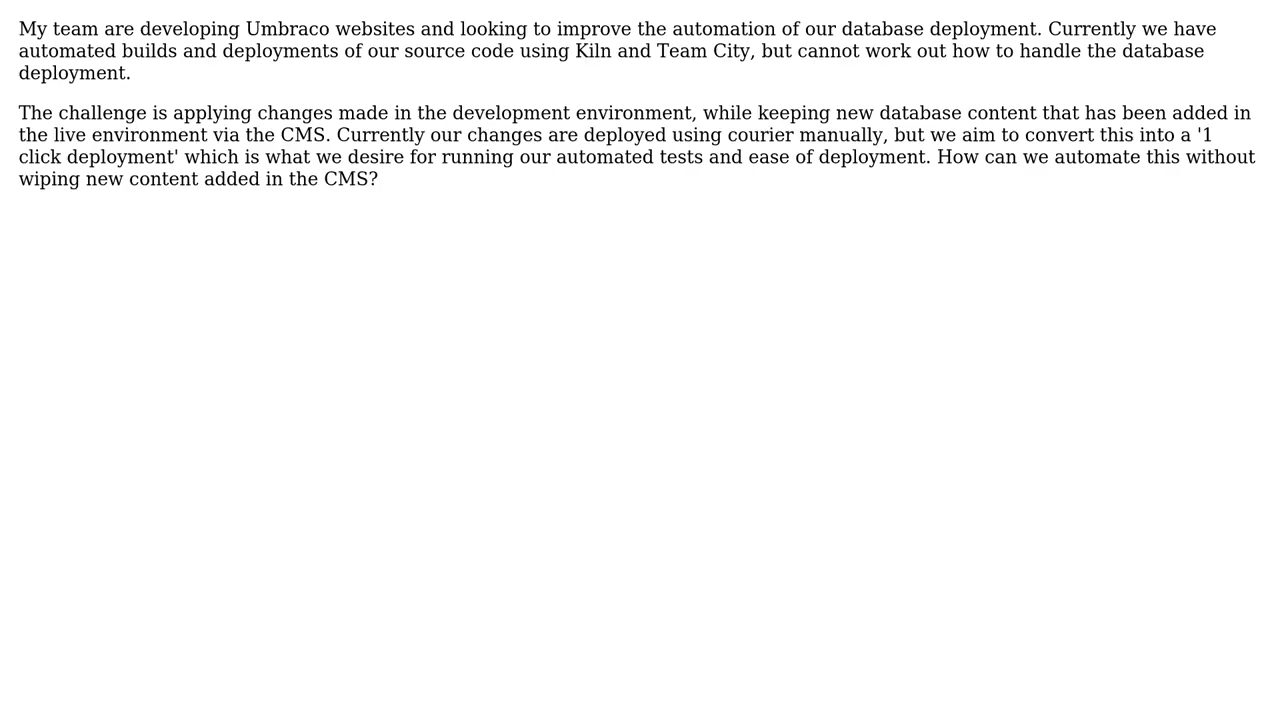 My team are developing Umbraco websites and looking to improve the automation of our database deployment. Currently we have
automated builds and deployments of our source code using Kiln and Team City, but cannot work out how to handle the database
deployment.
The challenge is applying changes made in the development environment, while keeping new database content that has been added in
the live environment via the CMS. Currently our changes are deployed using courier manually, but we aim to convert this into a '1
click deployment' which is what we desire for running our automated tests and ease of deployment. How can we automate this without
wiping new content added in the CMS?